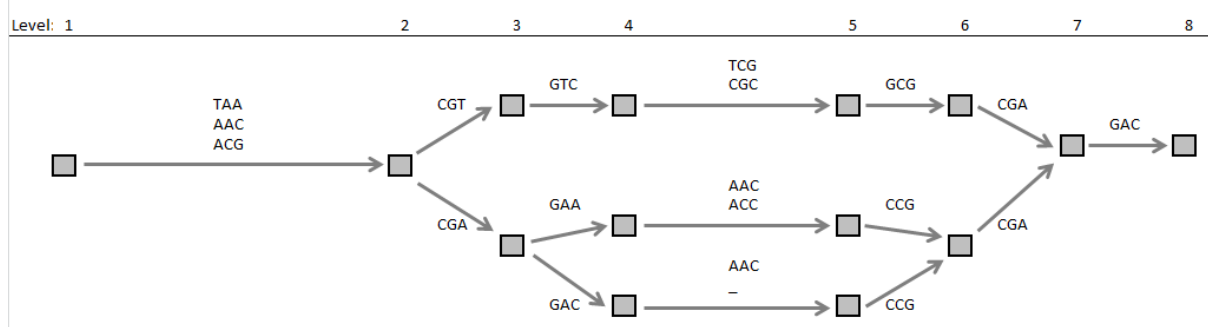 Level: 1 2 3 4 5 6 7 8
TCG
GTC CGC GCG
TAA CGT CGA
AAC GAC
ACG
AAC
GAA ACC CCG
CGA CGA
AAC
–
GAC CCG